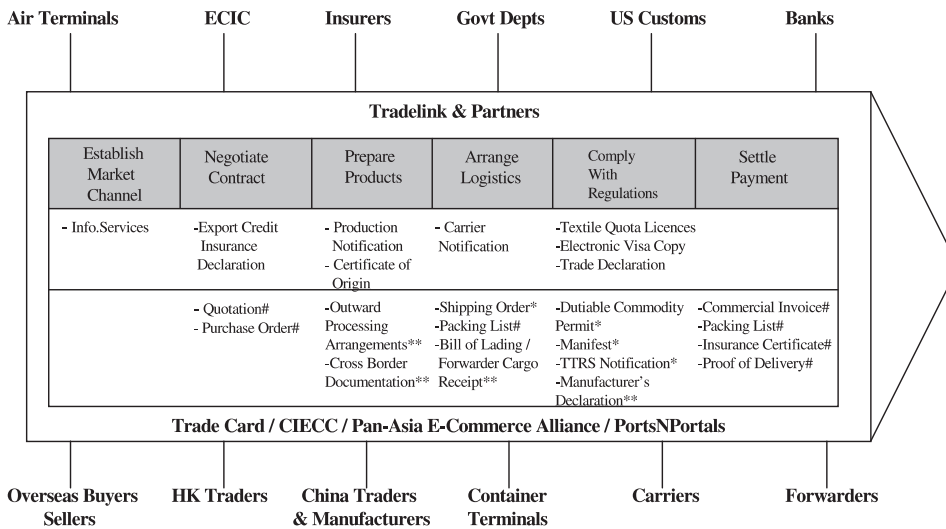 Air Terminals
ECIC
Insurers
Govt Depts
US Customs
Banks
Tradelink & Partners
Establish
Market
Channel
Negotiate
Contract
Prepare
Products
Arrange
Logistics
Comply
With
Regulations
Settle
Payment
- Info.Services
-Export Credit
Insurance
Declaration
- Production
Notification
- Certificate of
Origin
- Carrier
Notification
-Textile Quota Licences
-Electronic Visa Copy
-Trade Declaration
- Quotation#
- Purchase Order#
-Outward
Processing
Arrangements**
-Cross Border
Documentation**
-Shipping Order*
-Packing List#
-Bill of Lading /
Forwarder Cargo
Receipt**
-Dutiable Commodity
Permit*
-Manifest*
-TTRS Notification*
-Manufacturer's
Declaration**
-Commercial Invoice#
-Packing List#
-Insurance Certificate#
-Proof of Delivery#
Trade Card / CIECC / Pan-Asia E-Commerce Alliance / PortsNPortals
Overseas Buyers
Sellers
HK Traders
China Traders
& Manufacturers
Container
Terminals
Carriers
Forwarders